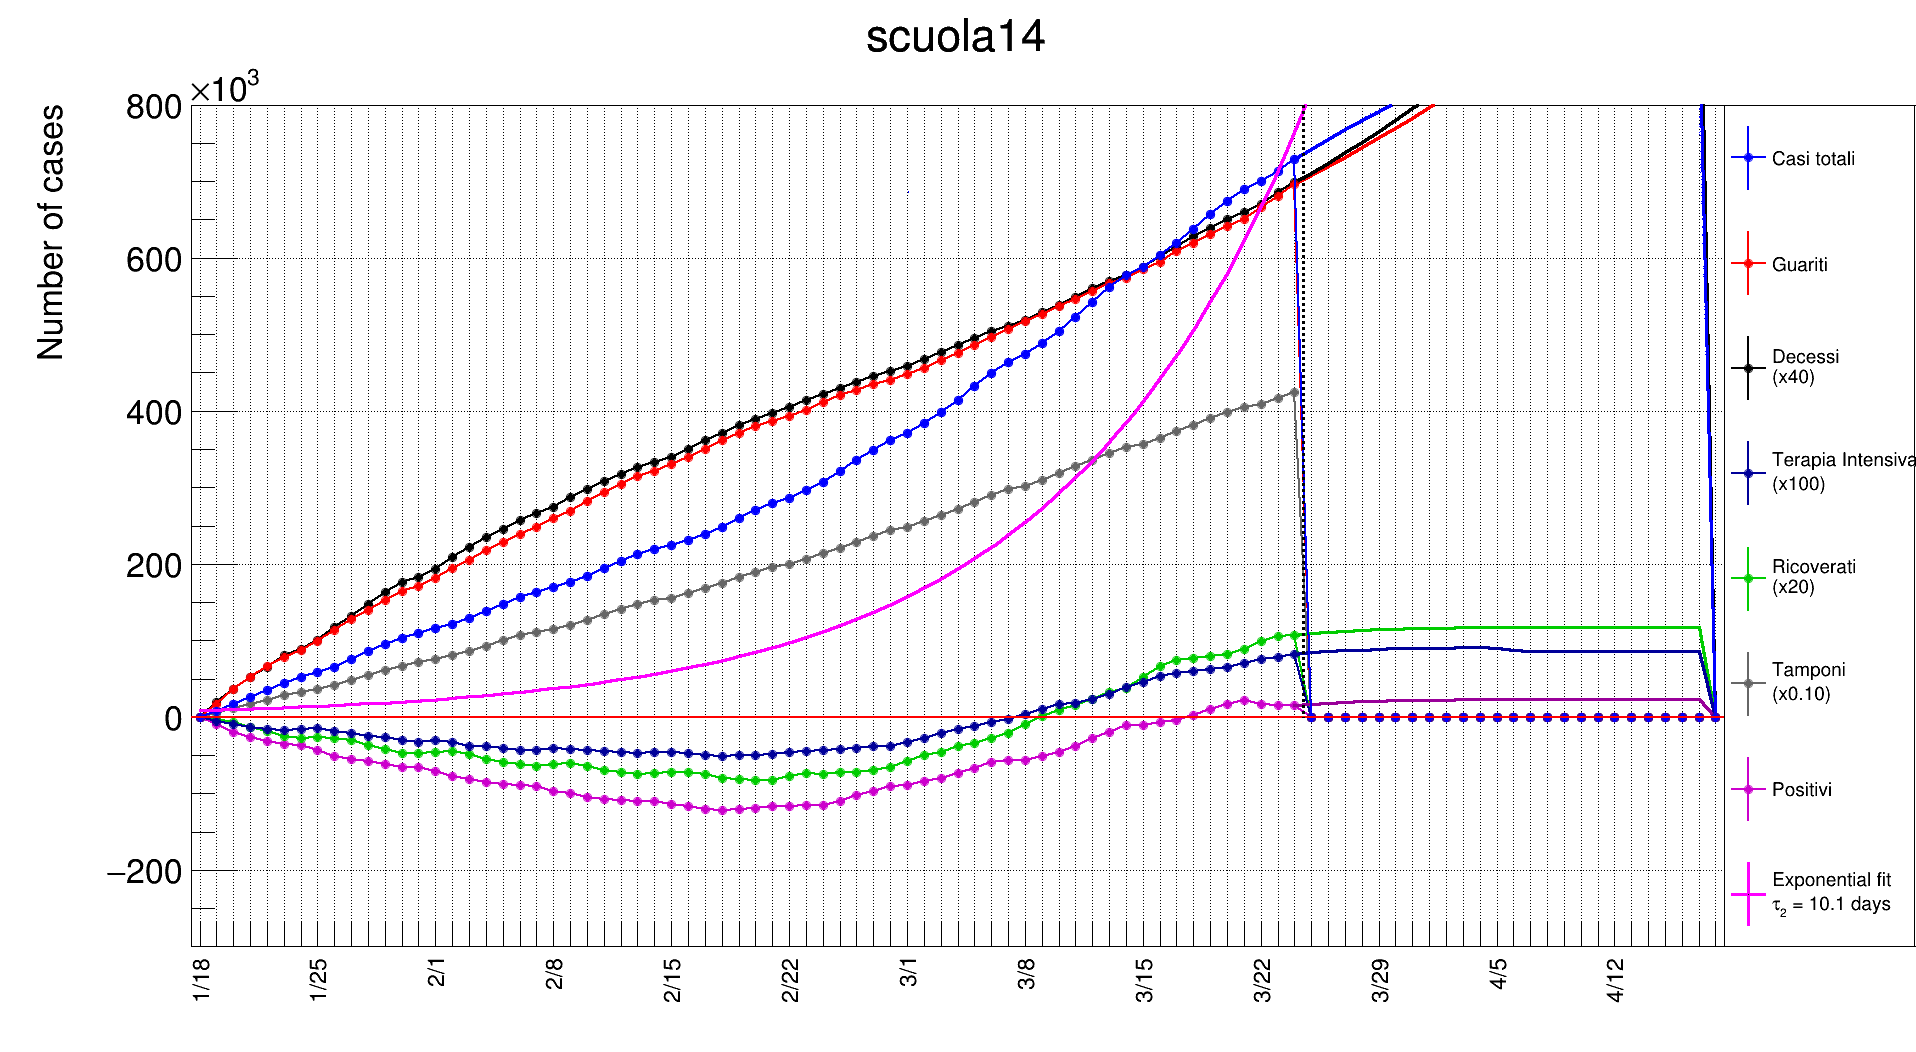 scuola14
×10³
Number of cases
800
600
400
200
0
−200
1/18
1/25
2/1
2/8
2/15
2/22
3/1
3/8
3/15
3/22
3/29
4/5
4/12
Casi totali
Guariti
Decessi
(x40)
Terapia Intensiva
(x100)
Ricoverati
(x20)
Tamponi
(x0.10)
Positivi
Exponential fit
τ₂ = 10.1 days